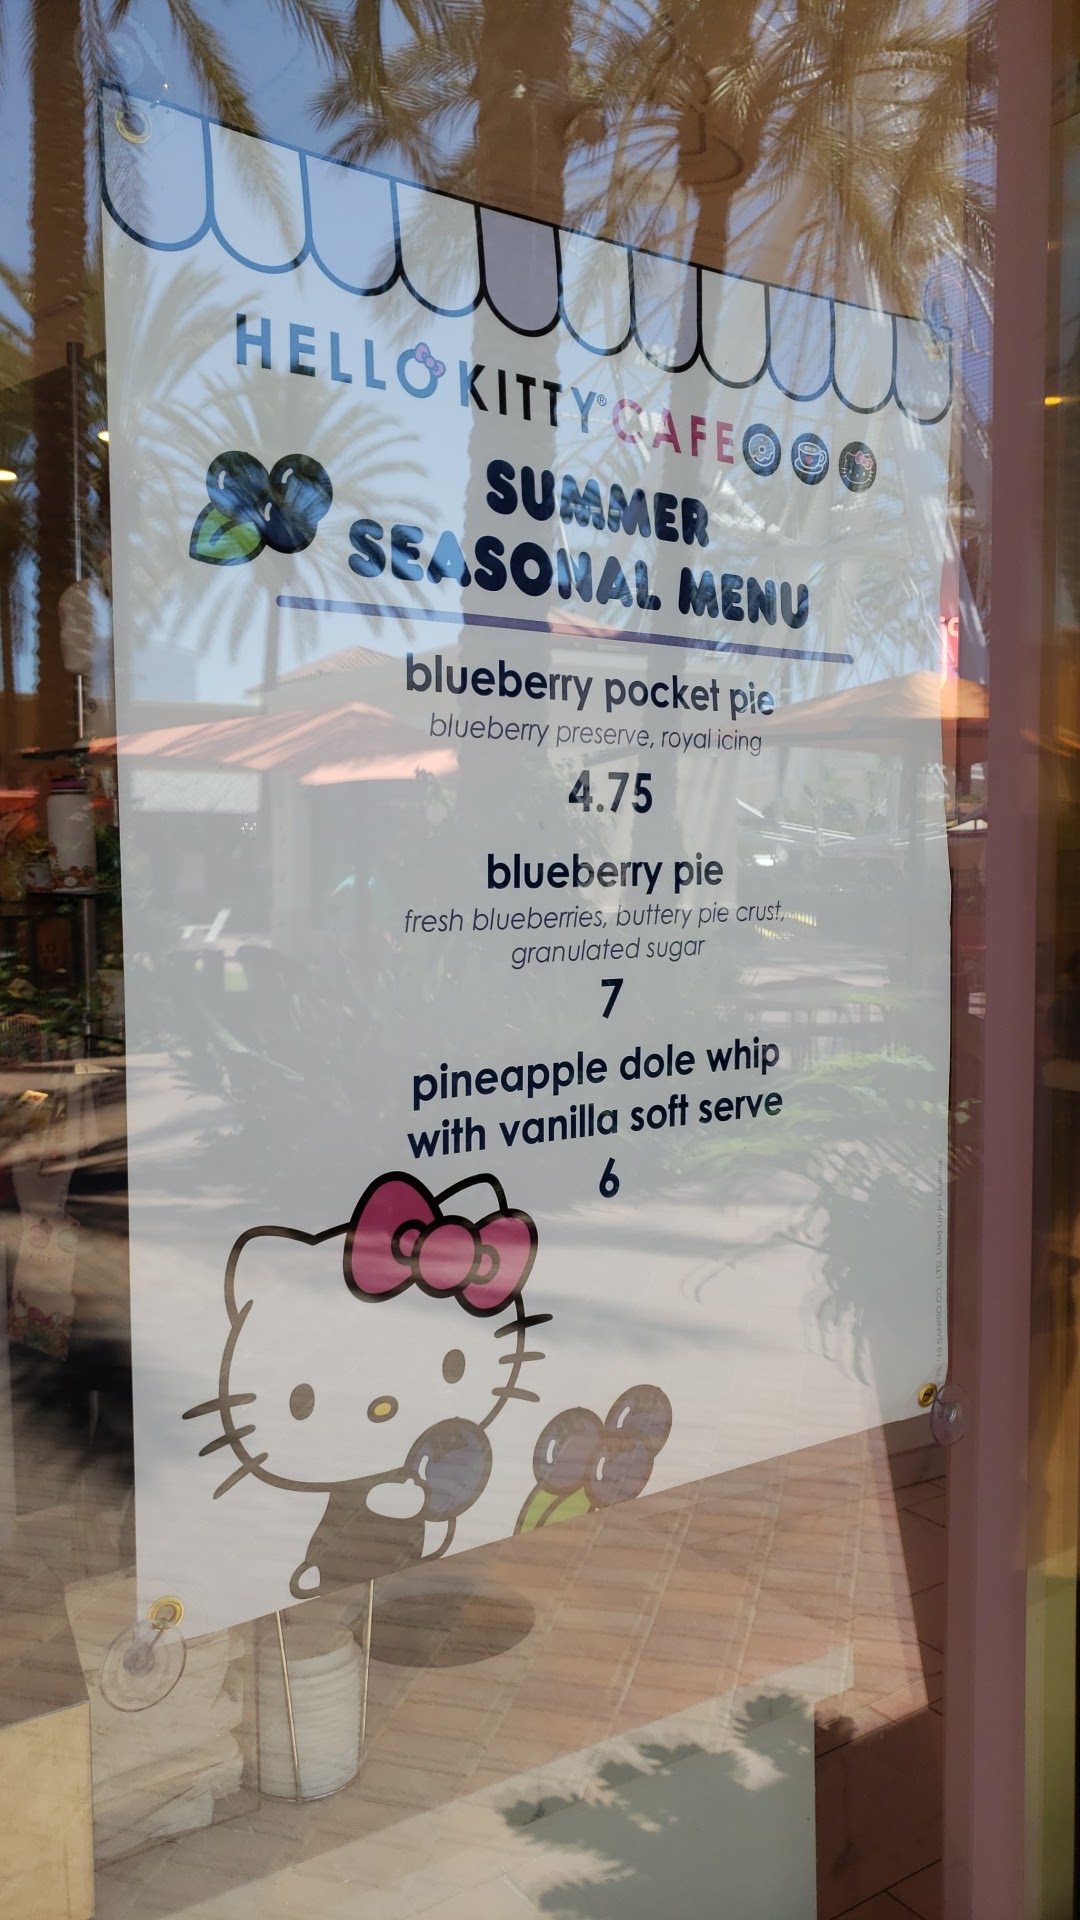 HELLO KITTY® CAFE
SUMMER
SEASONAL MENU
blueberry pocket pie
blueberry preserve, royal icing
4.75
blueberry pie
fresh blueberries, buttery pie crust,
granulated sugar
7
pineapple dole whip
with vanilla soft serve
6